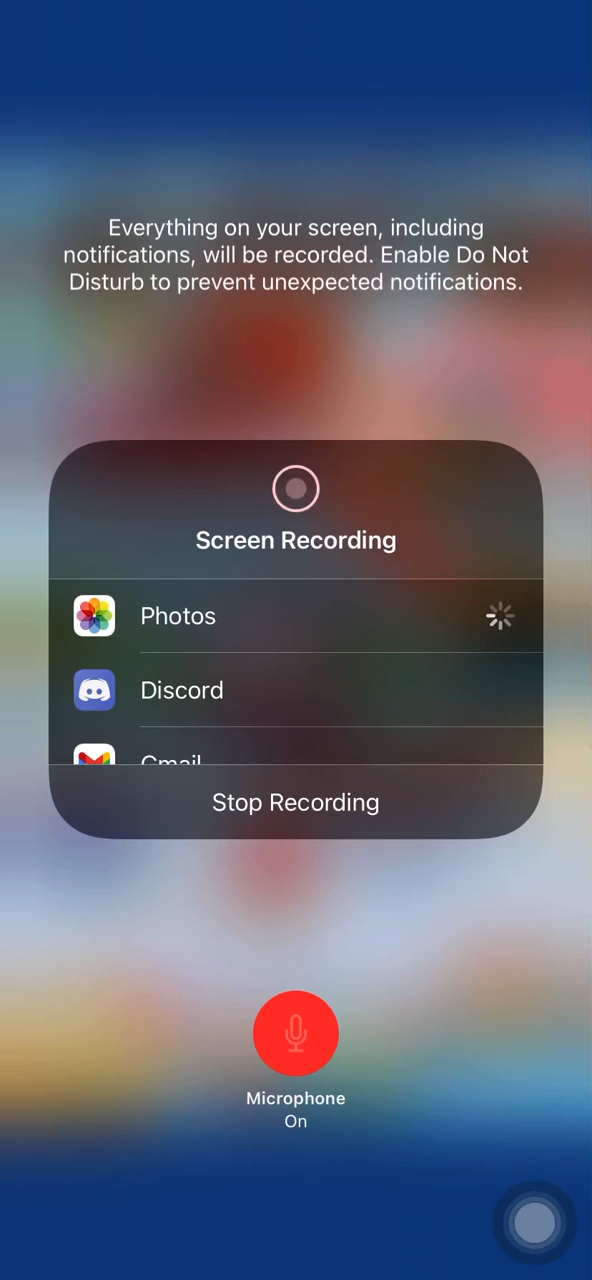 Everything on your screen, including
notifications, will be recorded. Enable Do Not
Disturb to prevent unexpected notifications.
Screen Recording
Photos
Discord
Gmail
Stop Recording
Microphone
On